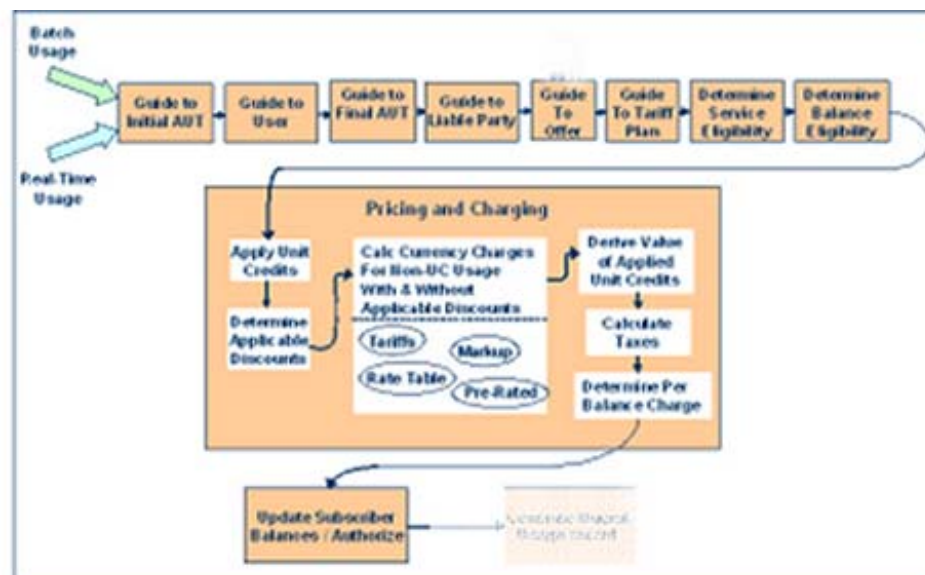 Batch
Usage
Real-Time
Usage
Guide to
Initial AUT
Guide to
User
Guide to
Final AUT
Guide to
Liable Party
Guide
To
Offer
Guide
To Tariff
Plan
Determine
Service
Eligibility
Determine
Balance
Eligibility
Pricing and Charging
Apply Unit
Credits
Determine
Applicable
Discounts
Calc Currency Charges
For Non-UC Usage
With & Without
Applicable Discounts
Tariffs
Markup
Rate Table
Pre-Rated
Derive Value
of Applied
Unit Credits
Calculate
Taxes
Determine Per
Balance Charge
Update Subscriber
Balances / Authorize